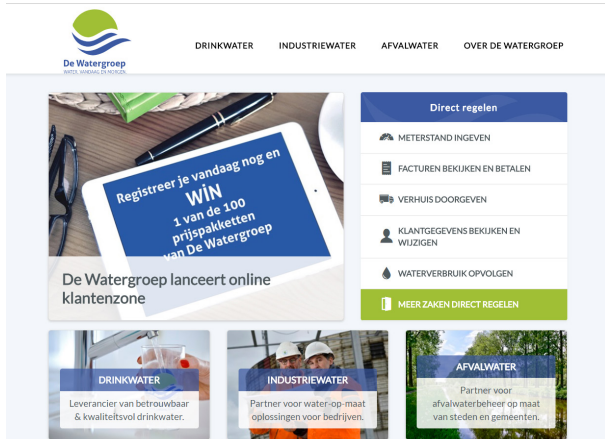 De Watergroep
WATER. VANDAAG EN MORGEN.
DRINKWATER INDUSTRIEWATER AFVALWATER OVER DE WATERGROEP
Registreer je vandaag nog en
WIN
1 van de 100
prijspakketten
van De Watergroep
De Watergroep lanceert online
klantenzone
Direct regelen
METERSTAND INGEVEN
FACTUREN BEKIJKEN EN BETALEN
VERHUIS DOORGEVEN
KLANTGEGEVENS BEKIJKEN EN
WIJZIGEN
WATERVERBRUIK OPVOLGEN
MEER ZAKEN DIRECT REGELEN
DRINKWATER
Leverancier van betrouwbaar
& kwaliteitsvol drinkwater.
INDUSTRIEWATER
Partner voor water-op-maat
oplossingen voor bedrijven.
AFVALWATER
Partner voor
afvalwaterbeheer op maat
van steden en gemeenten.